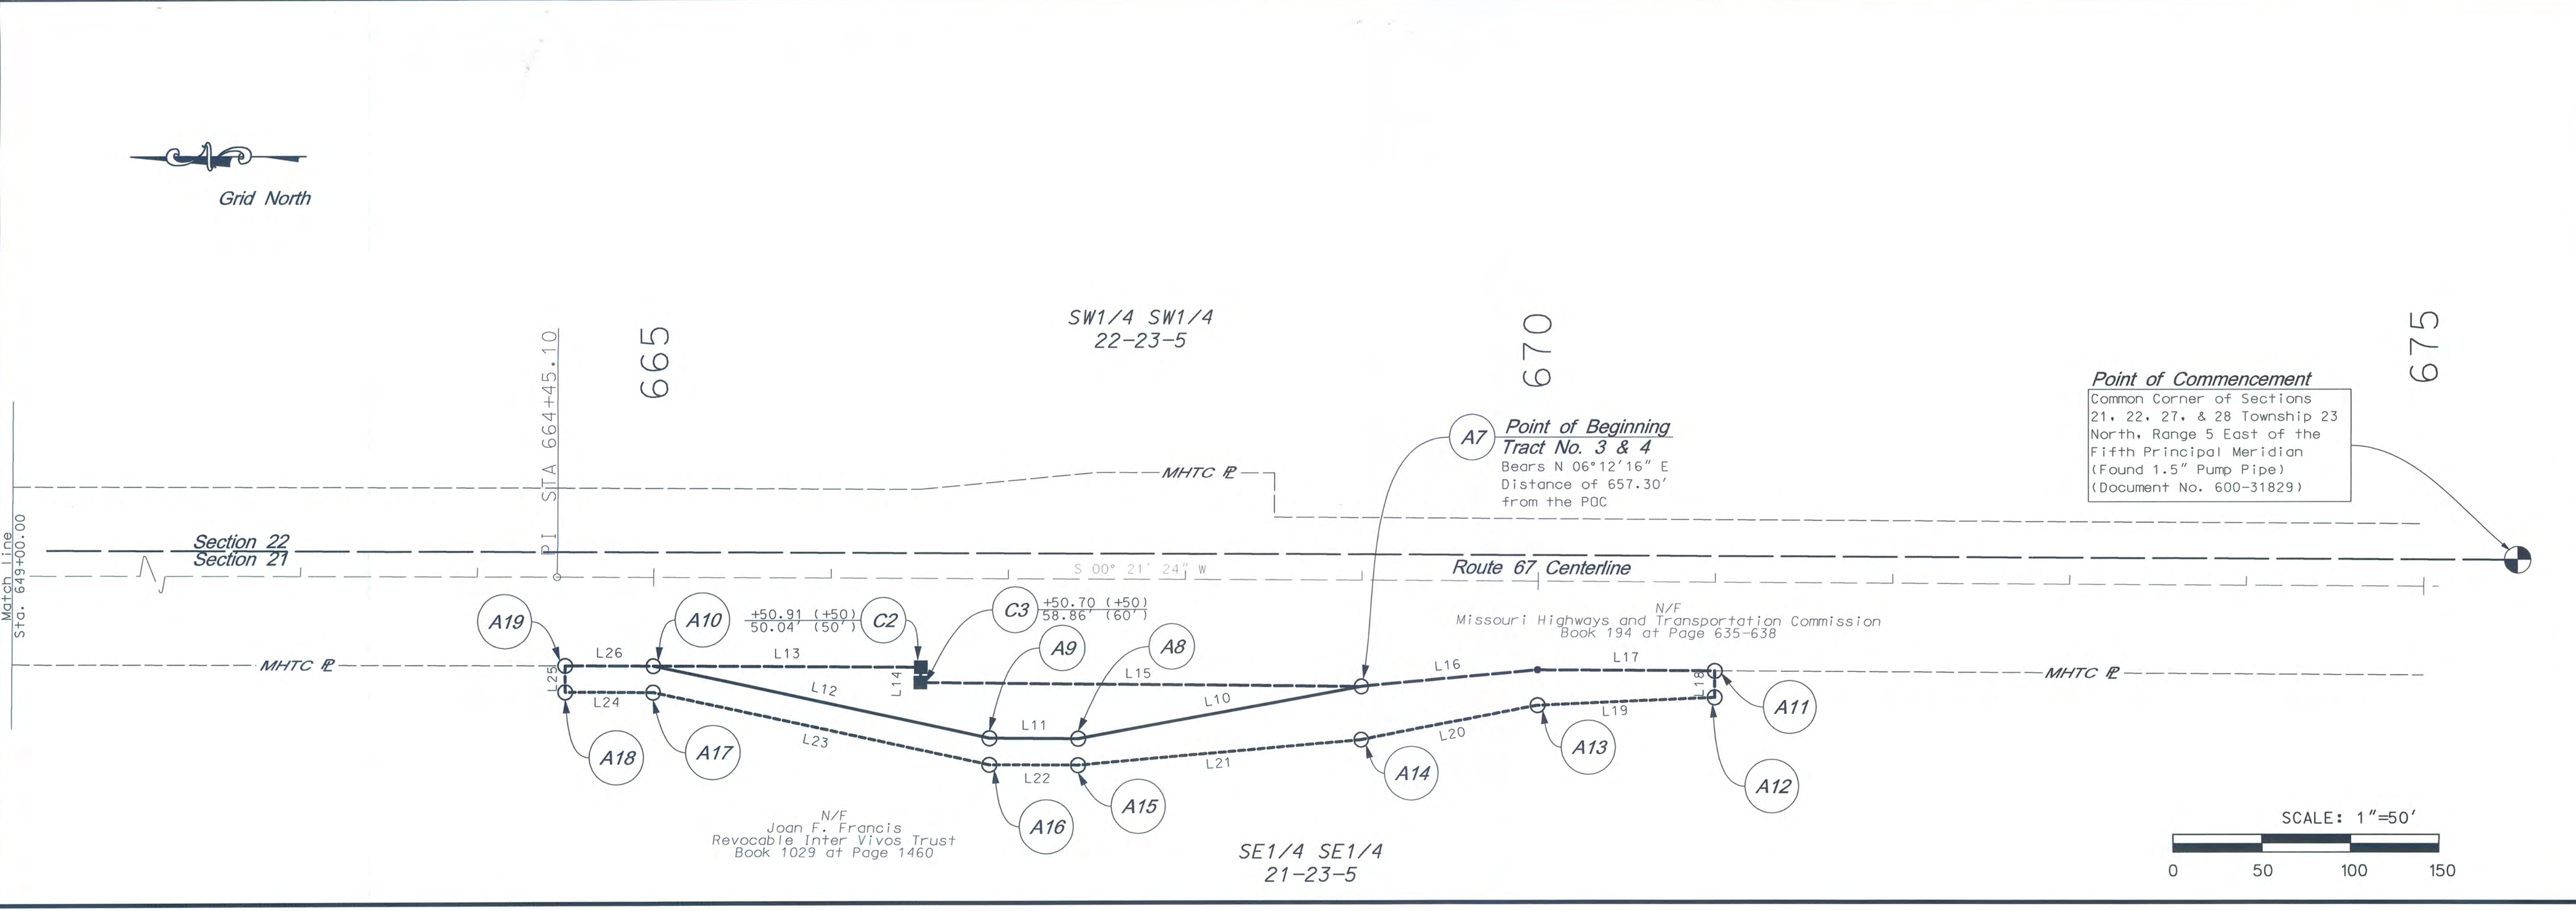 Grid North
SW1/4 SW1/4
22-23-5
PI STA 664+45.10
665
670
675
Point of Commencement
Common Corner of Sections
21, 22, 27, & 28 Township 23
North, Range 5 East of the
Fifth Principal Meridian
(Found 1.5" Pump Pipe)
(Document No. 600-31829)
A7
Point of Beginning
Tract No. 3 & 4
Bears N 06°12'16" E
Distance of 657.30'
from the POC
MHTC PL
Match line
Sta. 649+00.00
Section 22
Section 21
S 00° 21' 24" W
Route 67 Centerline
A19
A10
+50.91 (+50)
50.04' (50')
C2
C3
+50.70 (+50)
58.86' (60')
A9
A8
N/F
Missouri Highways and Transportation Commission
Book 194 at Page 635-638
MHTC PL
L26
L13
L15
L16
L17
MHTC PL
L25
L14
L18
L12
L10
L24
L11
L19
L23
L20
L22
L21
A11
A18
A17
A13
A14
A12
A16
A15
N/F
Joan F. Francis
Revocable Inter Vivos Trust
Book 1029 at Page 1460
SE1/4 SE1/4
21-23-5
SCALE: 1"=50'
0 50 100 150